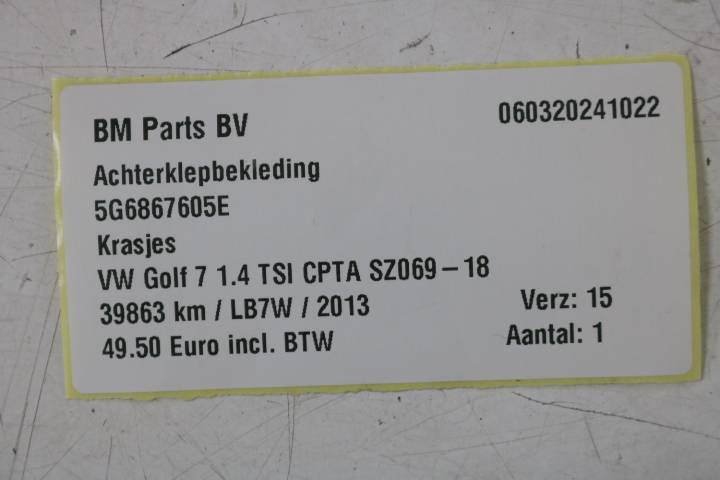 BM Parts BV 060320241022
Achterklepbekleding
5G6867605E
Krasjes
VW Golf 7 1.4 TSI CPTA SZ069-18
39863 km / LB7W / 2013 Verz: 15
49.50 Euro incl. BTW Aantal: 1